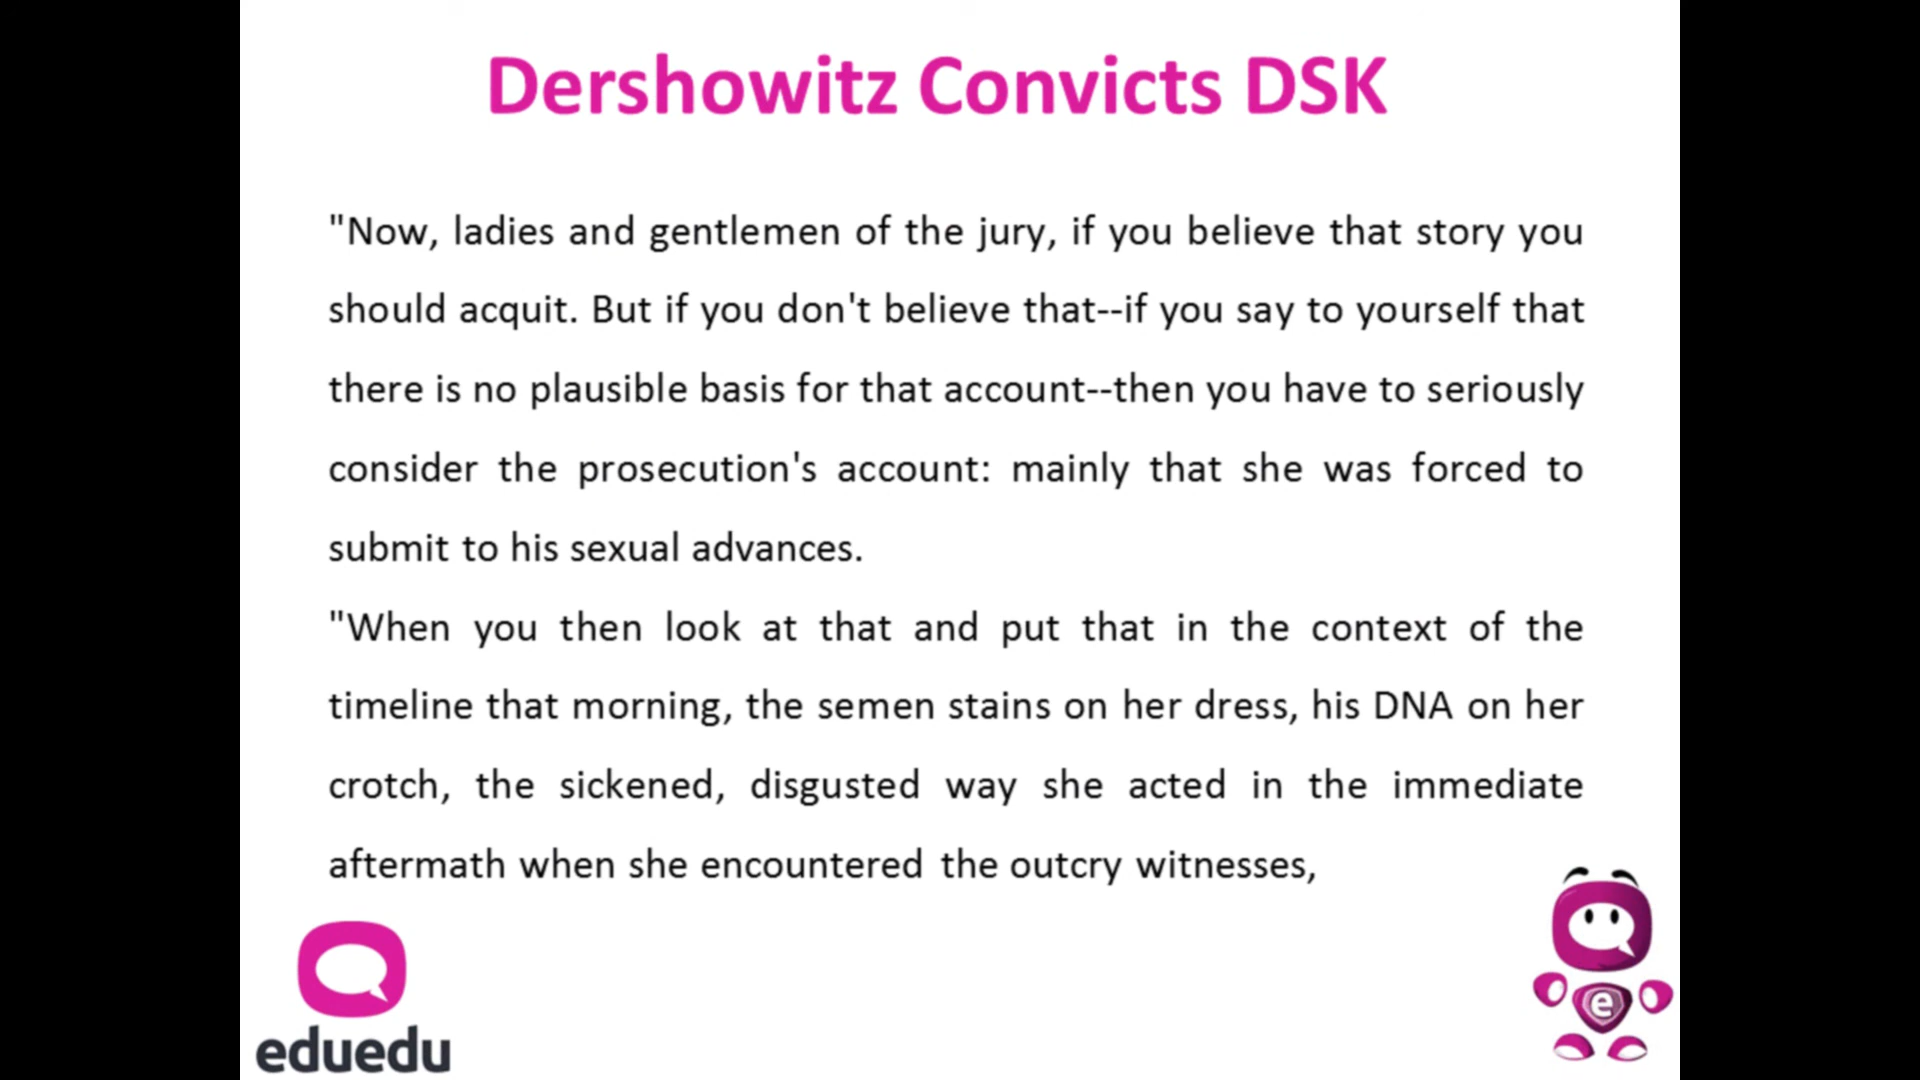 Dershowitz Convicts DSK
"Now, ladies and gentlemen of the jury, if you believe that story you
should acquit. But if you don't believe that--if you say to yourself that
there is no plausible basis for that account--then you have to seriously
consider the prosecution's account: mainly that she was forced to
submit to his sexual advances.
"When you then look at that and put that in the context of the
timeline that morning, the semen stains on her dress, his DNA on her
crotch, the sickened, disgusted way she acted in the immediate
aftermath when she encountered the outcry witnesses,
eduedu
e